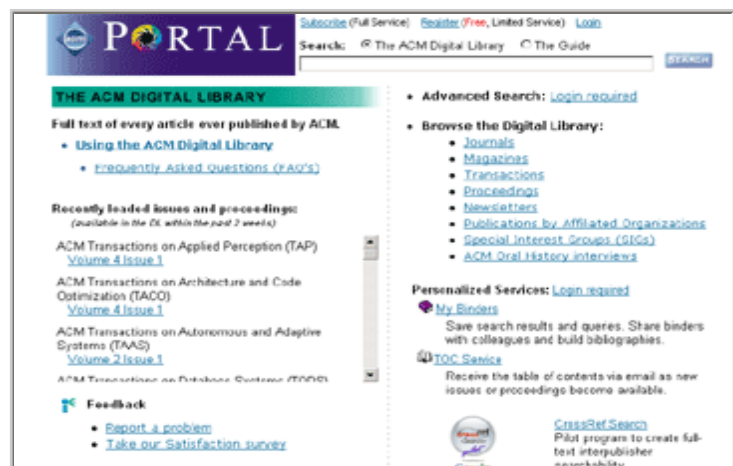 acm PORTAL
Subscribe (Full Service) Register (Free, Limited Service) Login
Search: The ACM Digital Library The Guide
SEARCH
THE ACM DIGITAL LIBRARY
Full text of every article ever published by ACM.
Using the ACM Digital Library
Frequently Asked Questions (FAQ's)
Recently loaded issues and proceedings:
(available in the DL within the past 2 weeks)
ACM Transactions on Applied Perception (TAP)
Volume 4 Issue 1
ACM Transactions on Architecture and Code
Optimization (TACO)
Volume 4 Issue 1
ACM Transactions on Autonomous and Adaptive
Systems (TAAS)
Volume 2 Issue 1
ACM Transactions on Database Systems (TODS)
Feedback
Report a problem
Take our Satisfaction survey
Advanced Search: Login required
Browse the Digital Library:
Journals
Magazines
Transactions
Proceedings
Newsletters
Publications by Affiliated Organizations
Special Interest Groups (SIGs)
ACM Oral History interviews
Personalized Services: Login required
My Binders
Save search results and queries. Share binders
with colleagues and build bibliographies.
TOC Service
Receive the table of contents via email as new
issues or proceedings become available.
CrossRef Search
Pilot program to create full-
text interpublisher
searchability